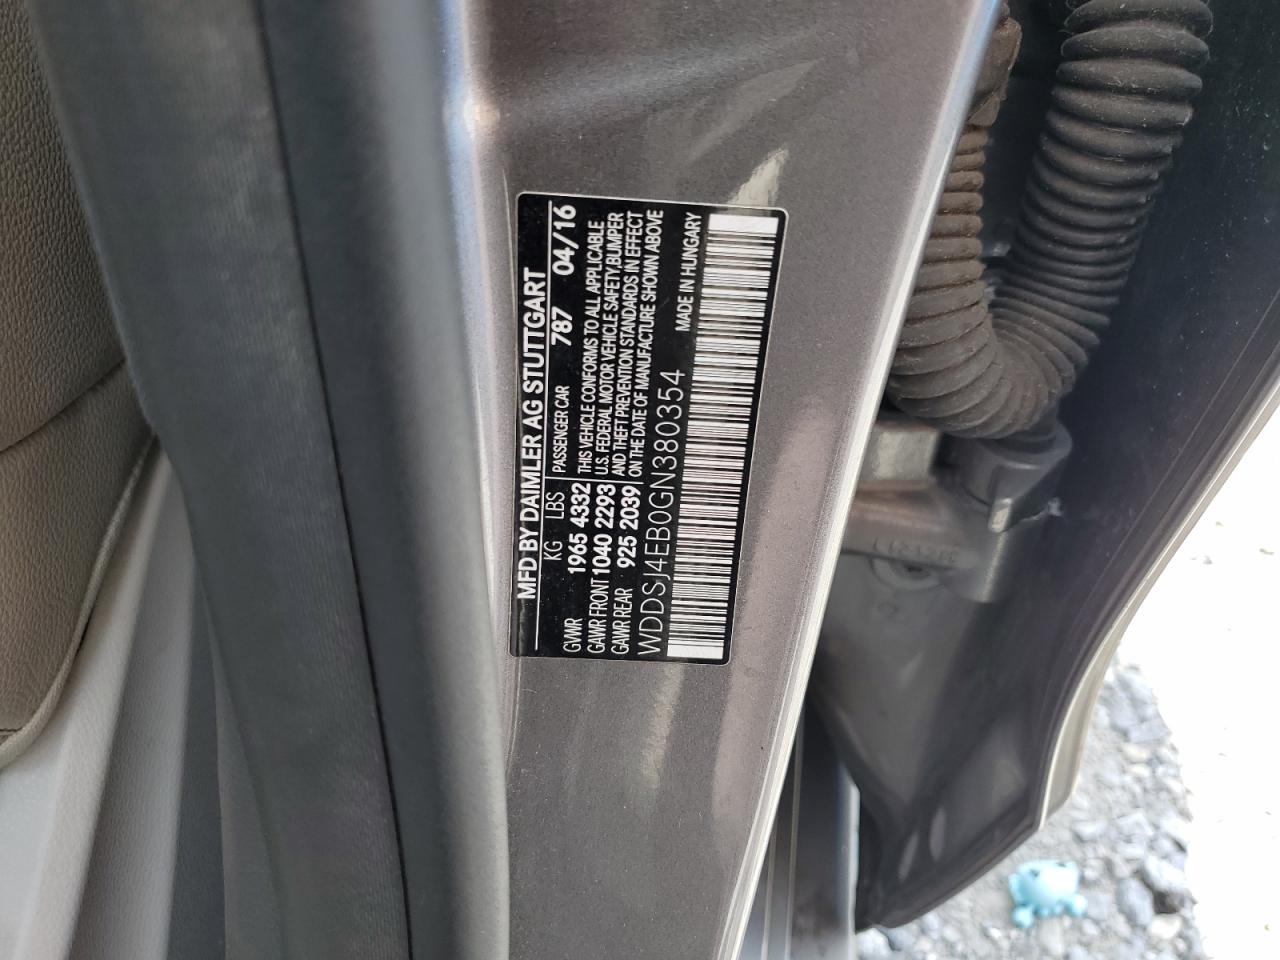 MFD BY DAIMLER AG STUTTGART
KG LBS PASSENGER CAR 787 04/16
GVWR 1965 4332 THIS VEHICLE CONFORMS TO ALL APPLICABLE
GAWR FRONT 1040 2293 U.S. FEDERAL MOTOR VEHICLE SAFETY,BUMPER
GAWR REAR 925 2039 AND THEFT PREVENTION STANDARDS IN EFFECT
ON THE DATE OF MANUFACTURE SHOWN ABOVE
WDDSJ4EB0GN380354 MADE IN HUNGARY